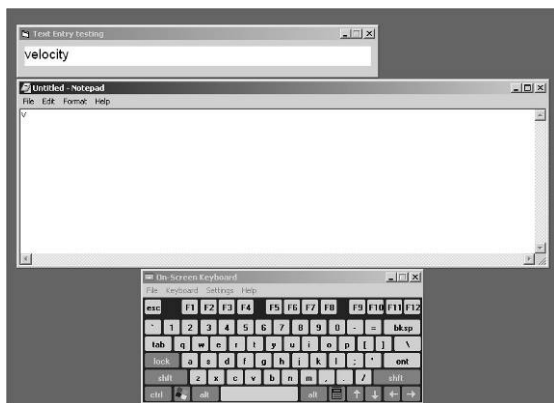 Text Entry testing
velocity
Untitled - Notepad
File Edit Format Help
v
On-Screen Keyboard
File Keyboard Settings Help
esc F1 F2 F3 F4 F5 F6 F7 F8 F9 F10 F11 F12
` 1 2 3 4 5 6 7 8 9 0 - = bksp
tab q w e r t y u i o p [ ] \
lock a s d f g h j k l ; ' ent
shft z x c v b n m , . / shft
ctrl alt alt